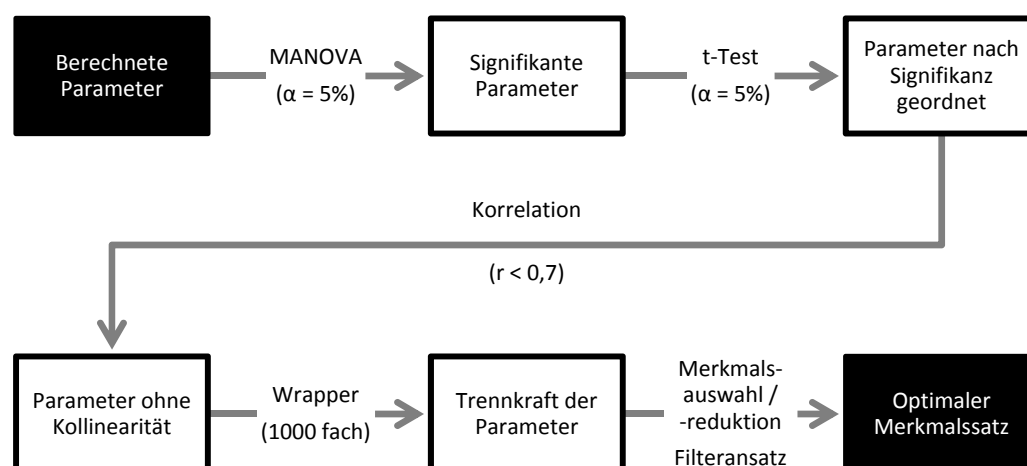 Berechnete
Parameter
MANOVA
(α = 5%)
Signifikante
Parameter
t-Test
(α = 5%)
Parameter nach
Signifikanz
geordnet
Korrelation
(r < 0,7)
Parameter ohne
Kollinearität
Wrapper
(1000 fach)
Trennkraft der
Parameter
Merkmals-
auswahl /
-reduktion
Filteransatz
Optimaler
Merkmalssatz